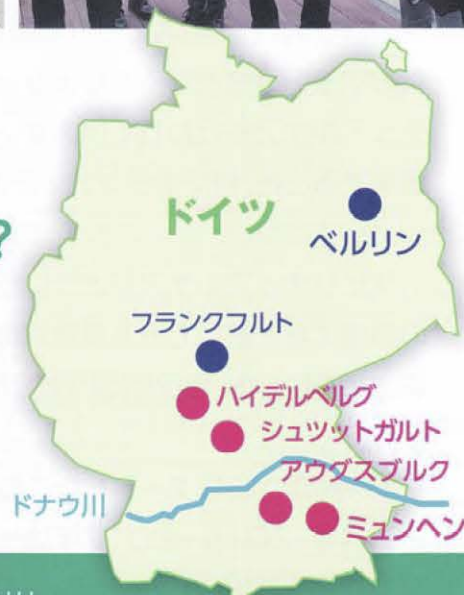 ?
ドイツ
ベルリン
フランクフルト
ハイデルベルグ
シュツットガルト
アウグスブルク
ドナウ川
ミュンヘン